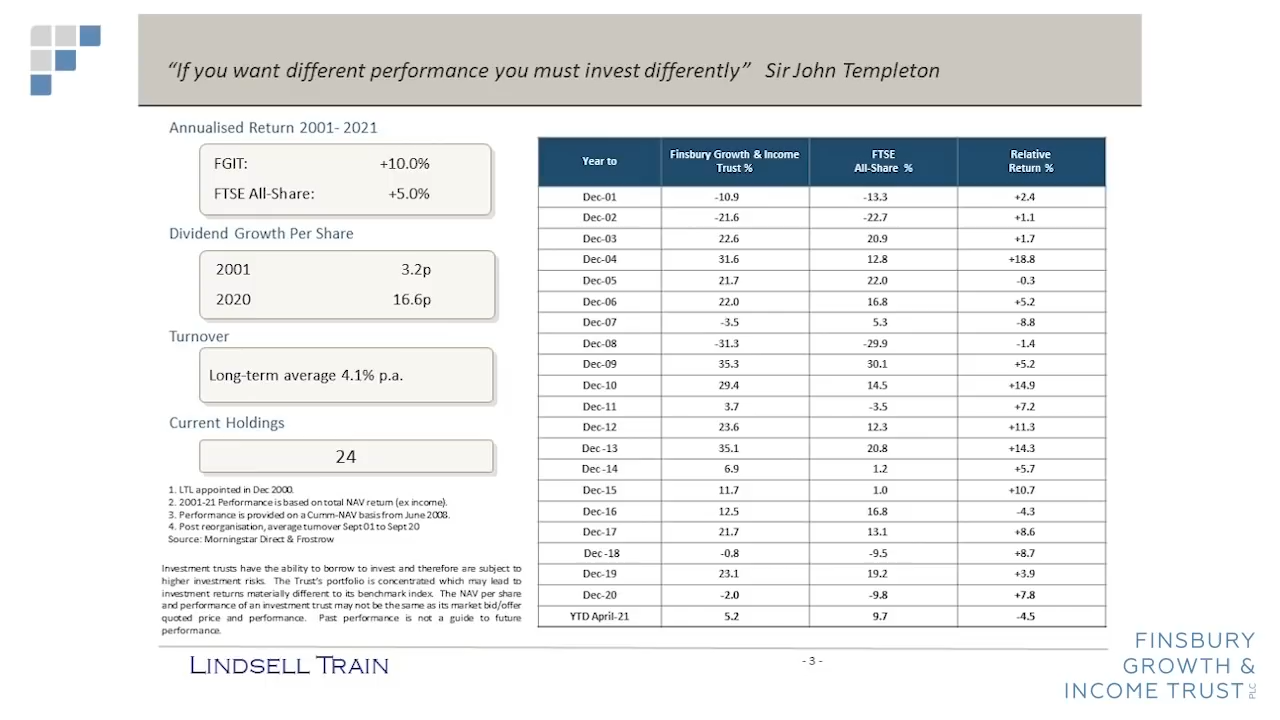 “If you want different performance you must invest differently” Sir John Templeton
Annualised Return 2001- 2021
FGIT: +10.0%
FTSE All-Share: +5.0%
Dividend Growth Per Share
2001 3.2p
2020 16.6p
Turnover
Long-term average 4.1% p.a.
Current Holdings
24
1. LTL appointed in Dec 2000.
2. 2001-21 Performance is based on total NAV return (ex income).
3. Performance is provided on a Cumm-NAV basis from June 2008.
4. Post reorganisation, average turnover Sept 01 to Sept 20
Source: Morningstar Direct & Frostrow
Investment trusts have the ability to borrow to invest and therefore are subject to
higher investment risks. The Trust's portfolio is concentrated which may lead to
investment returns materially different to its benchmark index. The NAV per share
and performance of an investment trust may not be the same as its market bid/offer
quoted price and performance. Past performance is not a guide to future
performance.
Year to Finsbury Growth & Income Trust % FTSE All-Share % Relative Return %
Dec-01 -10.9 -13.3 +2.4
Dec-02 -21.6 -22.7 +1.1
Dec-03 22.6 20.9 +1.7
Dec-04 31.6 12.8 +18.8
Dec-05 21.7 22.0 -0.3
Dec-06 22.0 16.8 +5.2
Dec-07 -3.5 5.3 -8.8
Dec-08 -31.3 -29.9 -1.4
Dec-09 35.3 30.1 +5.2
Dec-10 29.4 14.5 +14.9
Dec-11 3.7 -3.5 +7.2
Dec-12 23.6 12.3 +11.3
Dec -13 35.1 20.8 +14.3
Dec -14 6.9 1.2 +5.7
Dec-15 11.7 1.0 +10.7
Dec-16 12.5 16.8 -4.3
Dec-17 21.7 13.1 +8.6
Dec -18 -0.8 -9.5 +8.7
Dec-19 23.1 19.2 +3.9
Dec-20 -2.0 -9.8 +7.8
YTD April-21 5.2 9.7 -4.5
LINDSELL TRAIN
- 3 -
FINSBURY
GROWTH &
INCOME TRUST PLC